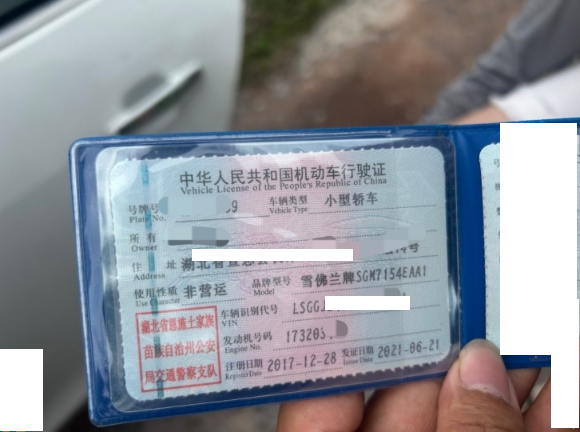 中华人民共和国机动车行驶证
Vehicle License of the People's Republic of China
号牌号 9 车辆类型 小型轿车
Plate No. Vehicle Type
所有
Owner
住 址 湖北省宣恩县 号
Address
使用性质 非营运 品牌型号 雪佛兰牌SGM7154EAA1
Use Character Model
车辆识别代号 LSGG
VIN
发动机号码 173203
Engine No.
注册日期 2017-12-28 发证日期 2021-06-21
Register Date Issue Date
湖北省恩施土家族
苗族自治州公安
局交通警察支队